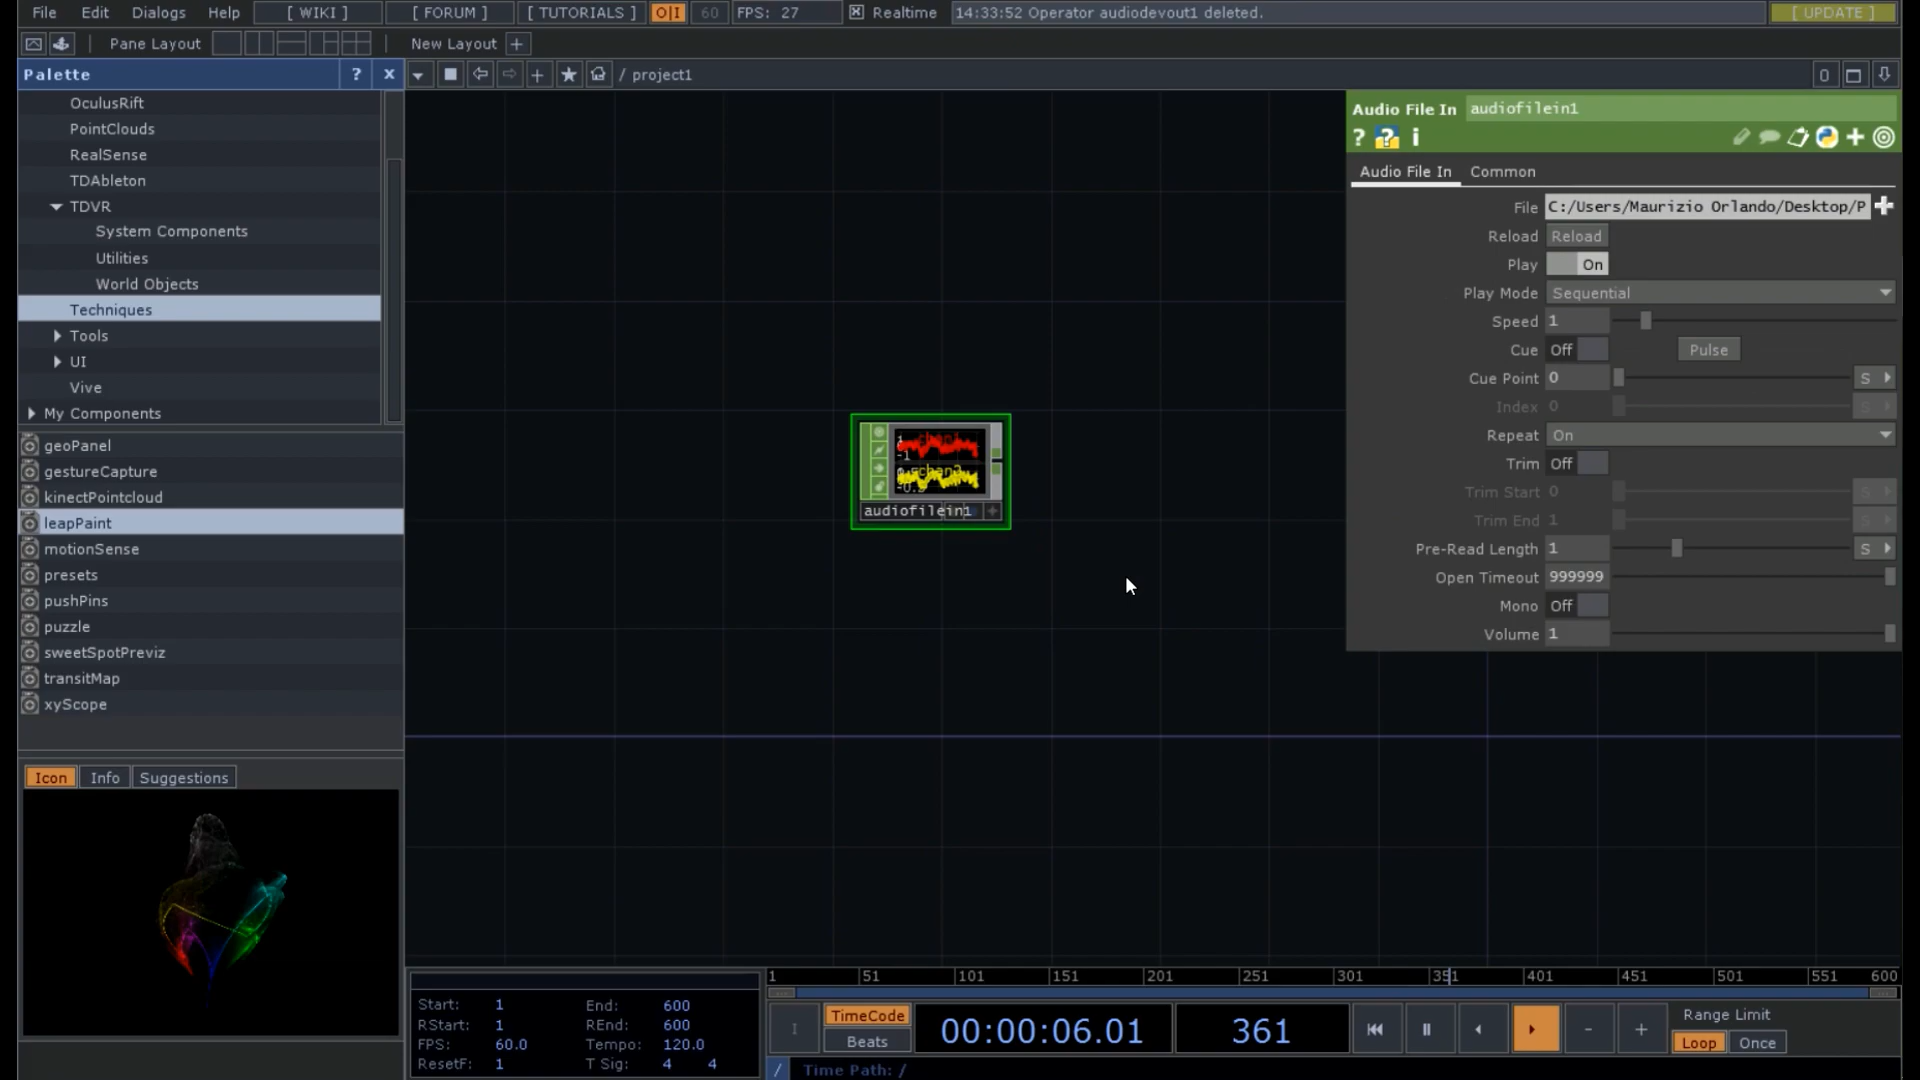 File Edit Dialogs Help [ WIKI ] [ FORUM ] [ TUTORIALS ] O|I 60 FPS: 27 Realtime 14:33:52 Operator audiodevout1 deleted. [ UPDATE ]
Pane Layout New Layout +
Palette ? x / project1 0
OculusRift
PointClouds
RealSense
TDAbleton
TDVR
System Components
Utilities
World Objects
Techniques
Tools
UI
Vive
My Components
geoPanel
gestureCapture
kinectPointcloud
leapPaint
motionSense
presets
pushPins
puzzle
sweetSpotPreviz
transitMap
xyScope
Icon Info Suggestions
audiofilein1
Audio File In audiofilein1
? ? i
Audio File In Common
File C:/Users/Maurizio Orlando/Desktop/P
Reload Reload
Play On
Play Mode Sequential
Speed 1
Cue Off Pulse
Cue Point 0 S
Index 0 S
Repeat On
Trim Off
Trim Start 0 S
Trim End 1 S
Pre-Read Length 1 S
Open Timeout 999999
Mono Off
Volume 1
1 51 101 151 201 251 301 351 401 451 501 551 600
Start: 1 End: 600
RStart: 1 REnd: 600
FPS: 60.0 Tempo: 120.0
ResetF: 1 T Sig: 4 4
I TimeCode Beats 00:00:06.01 361 - + Range Limit
Loop Once
/ Time Path: /